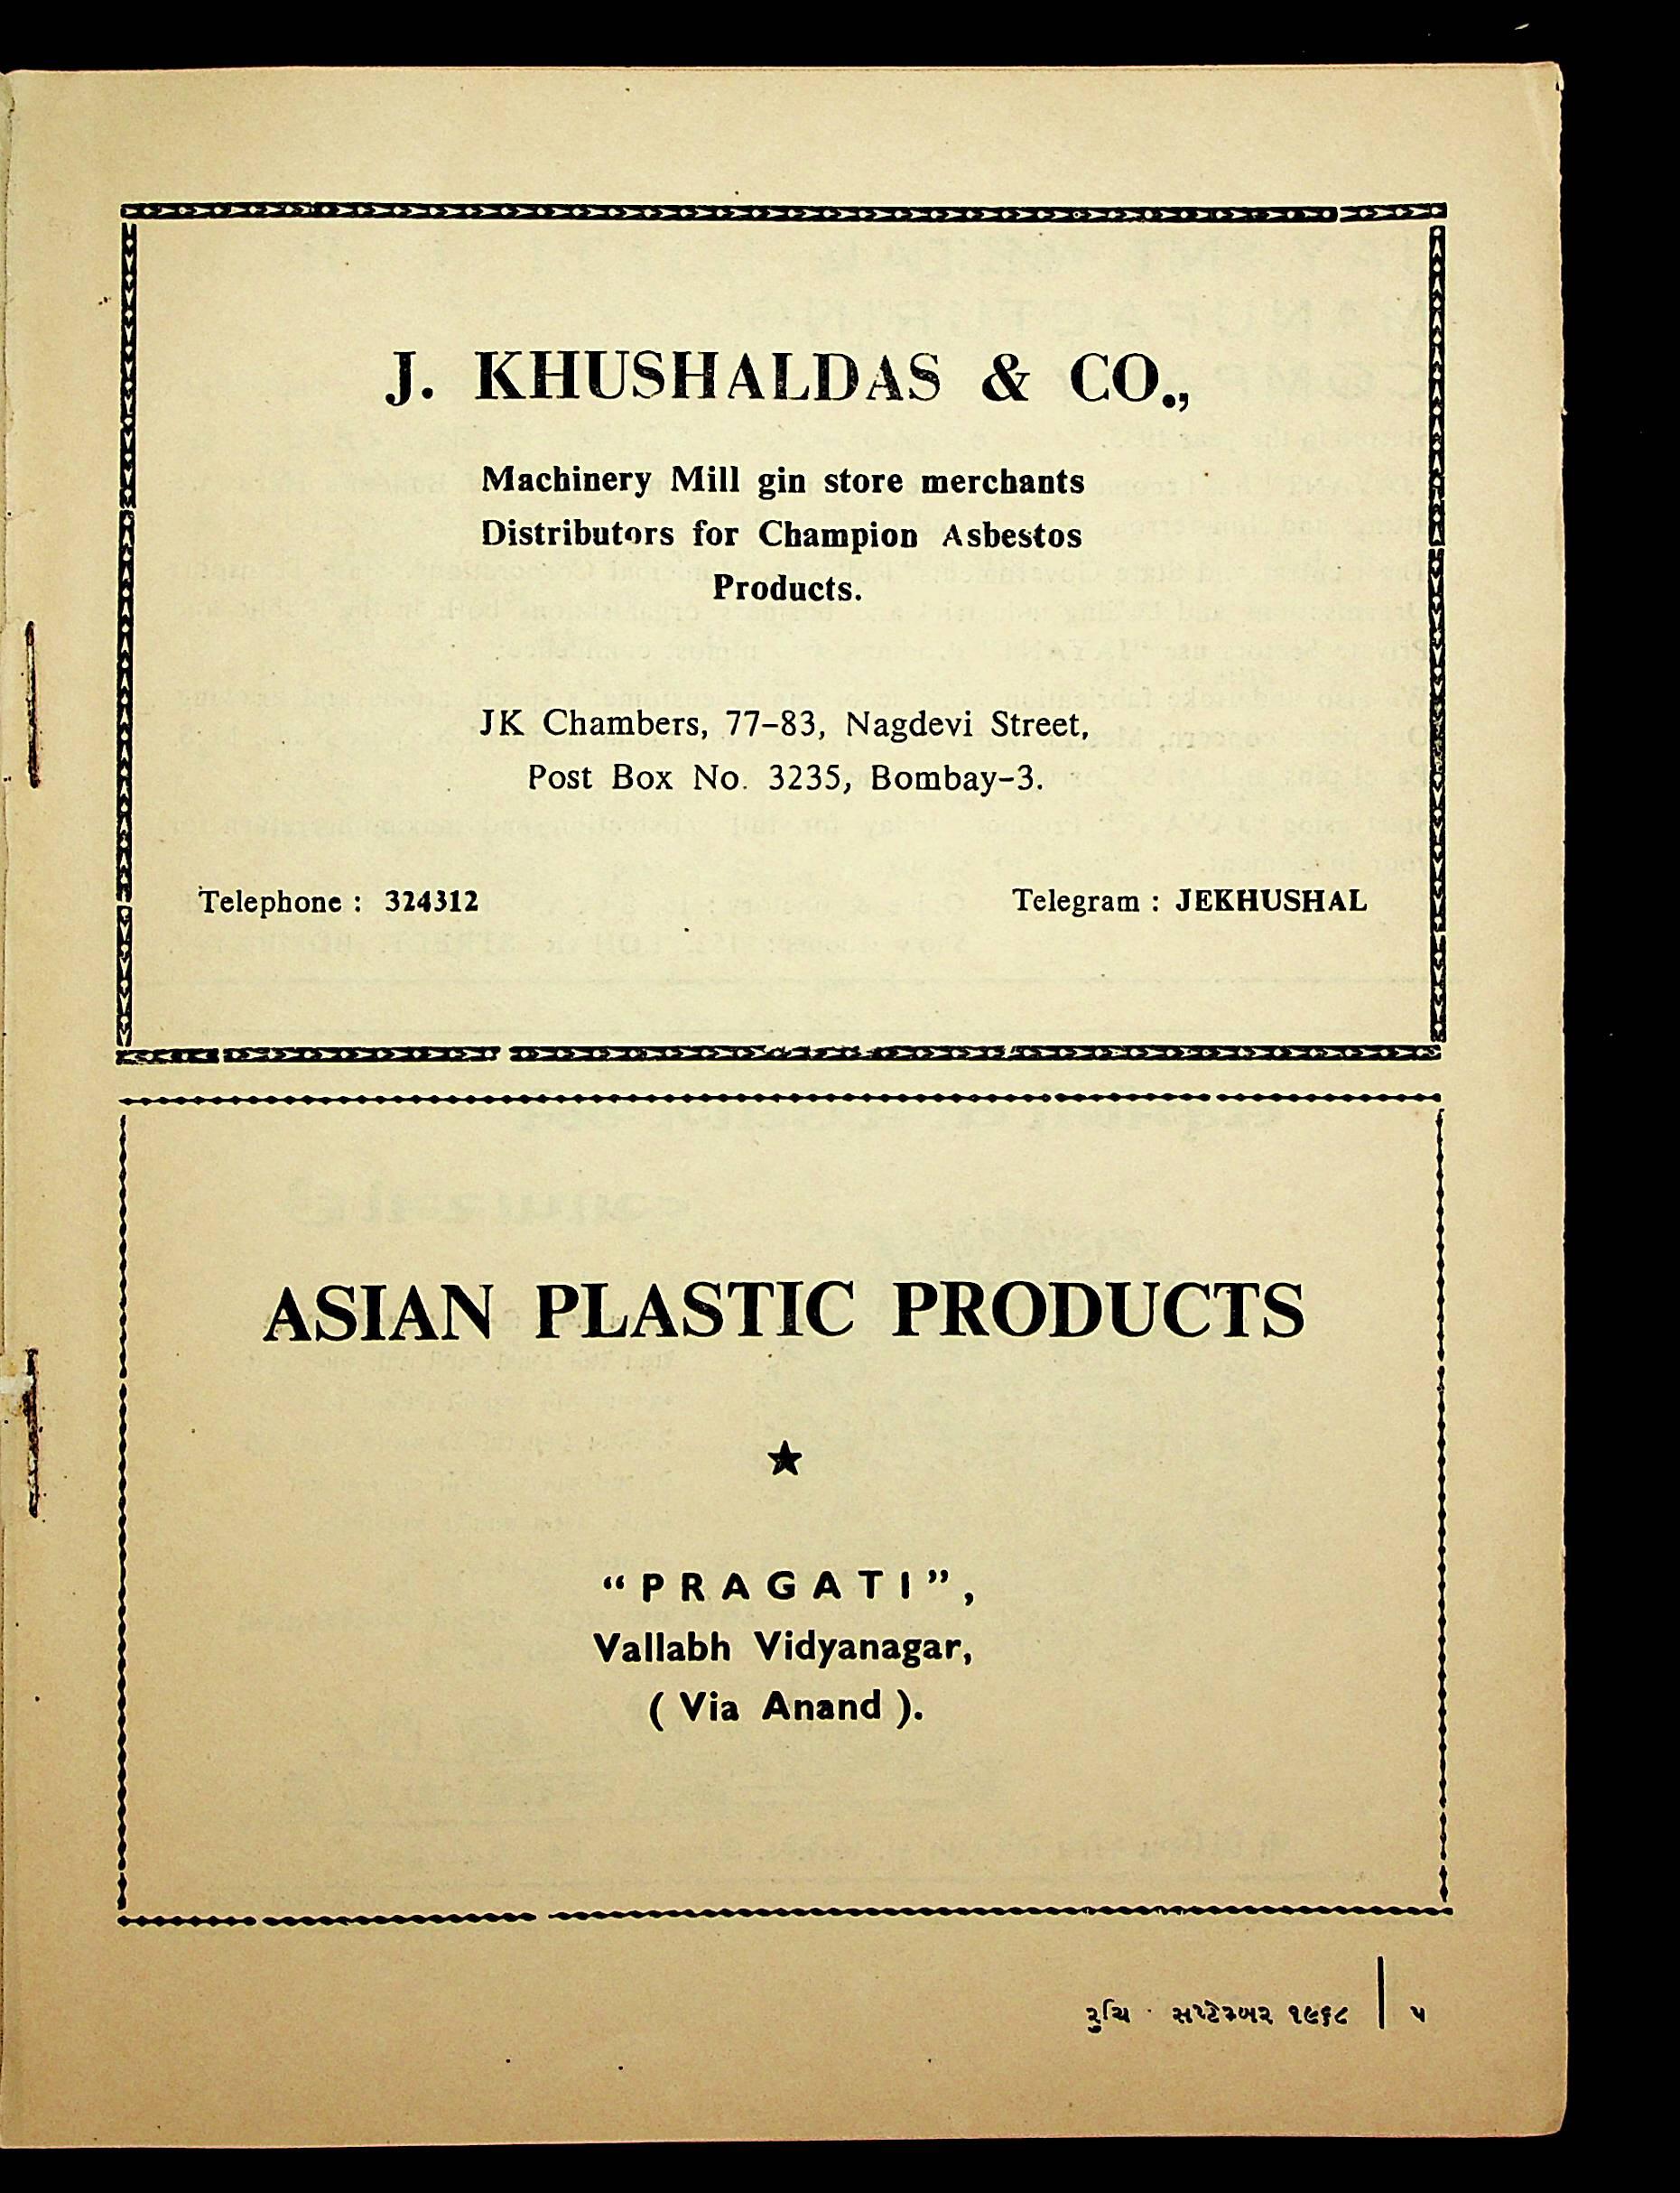 J. KHUSHALDAS & CO.,
Machinery Mill gin store merchants
Distributors for Champion Asbestos
Products.
JK Chambers, 77-83, Nagdevi Street,
Post Box No. 3235, Bombay-3.
Telephone : 324312 Telegram : JEKHUSHAL
ASIAN PLASTIC PRODUCTS
★
"PRAGATI",
Vallabh Vidyanagar,
( Via Anand ).
રુચિ · સપ્ટેમ્બર ૧૯૬૮ | ૫